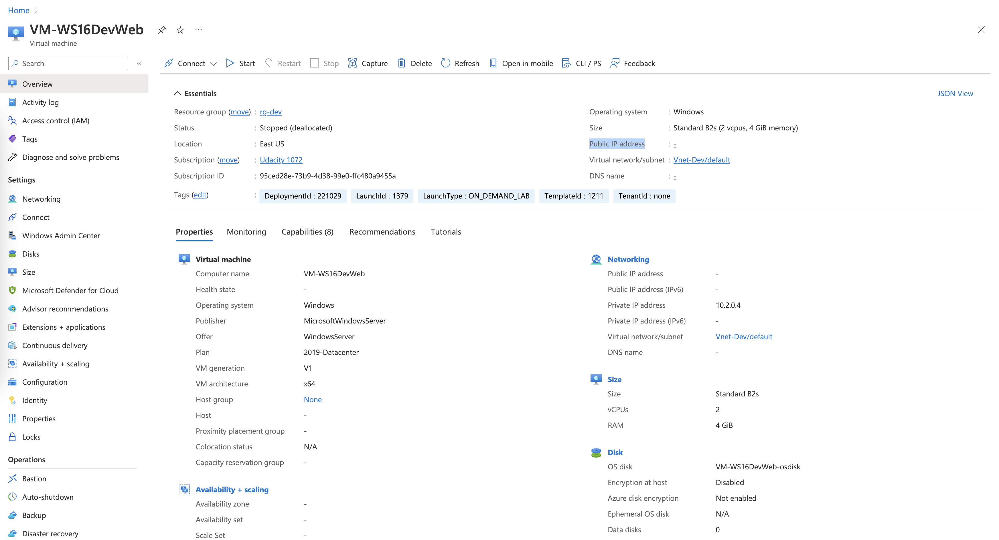 Home
VM-WS16DevWeb
Virtual machine
Search
Connect Start Restart Stop Capture Delete Refresh Open in mobile CLI / PS Feedback
Overview
Activity log
Access control (IAM)
Tags
Diagnose and solve problems
Settings
Networking
Connect
Windows Admin Center
Disks
Size
Microsoft Defender for Cloud
Advisor recommendations
Extensions + applications
Continuous delivery
Availability + scaling
Configuration
Identity
Properties
Locks
Operations
Bastion
Auto-shutdown
Backup
Disaster recovery
Essentials
JSON View
Resource group (move) : rg-dev
Status : Stopped (deallocated)
Location : East US
Subscription (move) : Udacity 1072
Subscription ID : 95ced28e-73b9-4d38-99e0-ffc480a9455a
Operating system : Windows
Size : Standard B2s (2 vcpus, 4 GiB memory)
Public IP address : -
Virtual network/subnet : Vnet-Dev/default
DNS name : -
Tags (edit) : DeploymentId : 221029 LaunchId : 1379 LaunchType : ON_DEMAND_LAB TemplateId : 1211 TenantId : none
Properties Monitoring Capabilities (8) Recommendations Tutorials
Virtual machine
Computer name VM-WS16DevWeb
Health state -
Operating system Windows
Publisher MicrosoftWindowsServer
Offer WindowsServer
Plan 2019-Datacenter
VM generation V1
VM architecture x64
Host group None
Host -
Proximity placement group -
Colocation status N/A
Capacity reservation group -
Availability + scaling
Availability zone -
Availability set -
Scale Set -
Networking
Public IP address -
Public IP address (IPv6) -
Private IP address 10.2.0.4
Private IP address (IPv6) -
Virtual network/subnet Vnet-Dev/default
DNS name -
Size
Size Standard B2s
vCPUs 2
RAM 4 GiB
Disk
OS disk VM-WS16DevWeb-osdisk
Encryption at host Disabled
Azure disk encryption Not enabled
Ephemeral OS disk N/A
Data disks 0